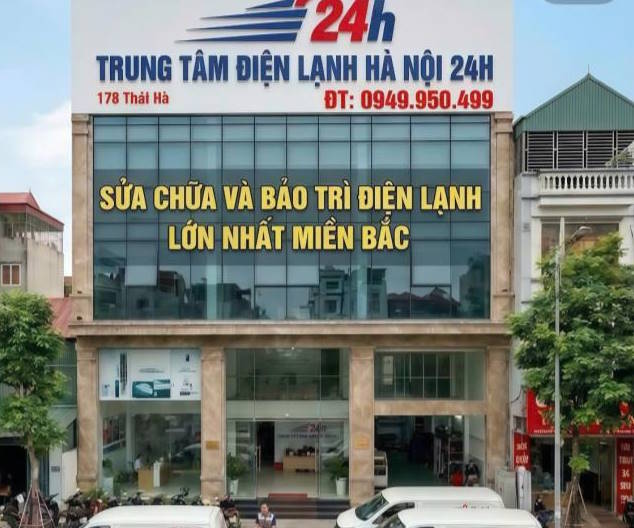 24h
TRUNG TÂM ĐIỆN LẠNH HÀ NỘI 24H
178 Thái Hà
ĐT: 0949.950.499
SỬA CHỮA VÀ BẢO TRÌ ĐIỆN LẠNH
LỚN NHẤT MIỀN BẮC
24h